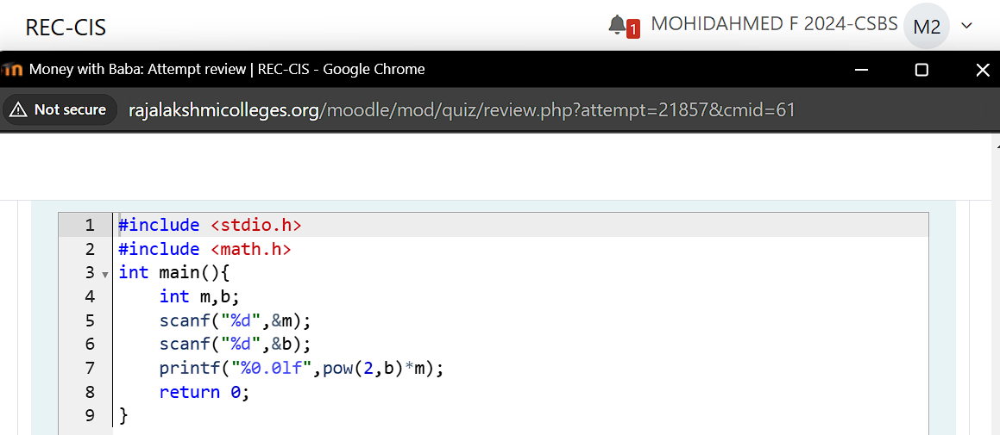 REC-CIS
1 MOHIDAHMED F 2024-CSBS M2
Money with Baba: Attempt review | REC-CIS - Google Chrome
Not secure rajalakshmicolleges.org/moodle/mod/quiz/review.php?attempt=21857&cmid=61
1 #include <stdio.h>
2 #include <math.h>
3 int main(){
4     int m,b;
5     scanf("%d",&m);
6     scanf("%d",&b);
7     printf("%0.0lf",pow(2,b)*m);
8     return 0;
9 }